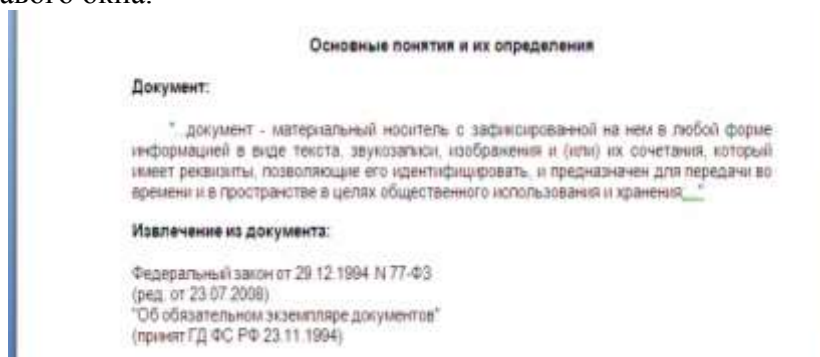 Основные понятия и их определения
Документ:
"...документ - материальный носитель с зафиксированной на нем в любой форме
информацией в виде текста, звукозаписи, изображения и (или) их сочетания, который
имеет реквизиты, позволяющие его идентифицировать, и предназначен для передачи во
времени и в пространстве в целях общественного использования и хранения..."
Извлечение из документа:
Федеральный закон от 29.12.1994 N 77-ФЗ
(ред. от 23.07.2008)
"Об обязательном экземпляре документов"
(принят ГД ФС РФ 23.11.1994)